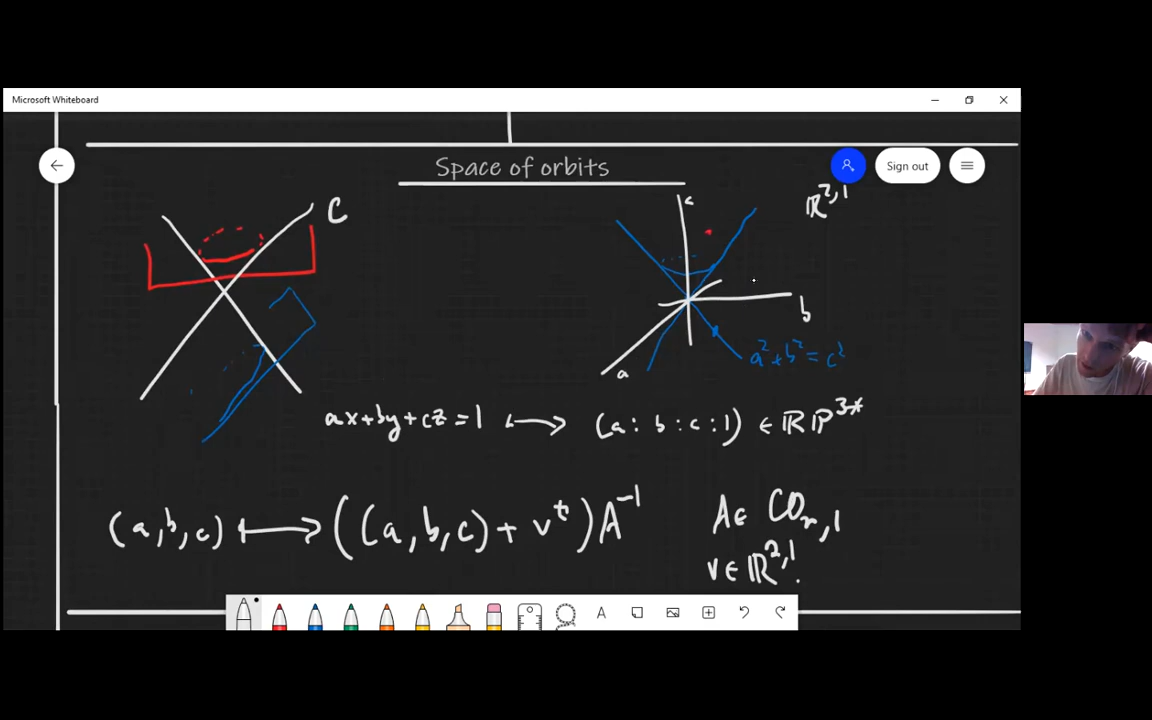 Microsoft Whiteboard
Space of orbits
Sign out
C
c
ℝ^{2,1}
b
a
a²+b²=c²
ax+by+cz=1 ⟷ (a:b:c:1) ∈ ℝP^{3*}
(a,b,c) ⟼ ((a,b,c)+v^t)A^{-1}
A∈ CO_{2,1}
v∈ℝ^{2,1}.
A